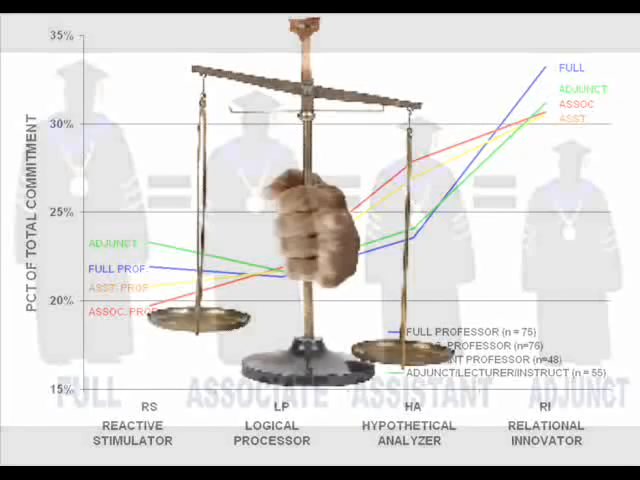 35%
30%
25%
20%
15%
PCT OF TOTAL COMMITMENT
FULL
ADJUNCT
ASSOC
ASST
ADJUNCT
FULL PROF
ASST. PROF
ASSOC. PROF
FULL PROFESSOR (n = 75)
PROFESSOR (n=76)
NT PROFESSOR (n=48)
ADJUNCT/LECTURER/INSTRUCT (n = 55)
FULL ASSOCIATE ASSISTANT ADJUNCT
RS LP HA RI
REACTIVE LOGICAL HYPOTHETICAL RELATIONAL
STIMULATOR PROCESSOR ANALYZER INNOVATOR